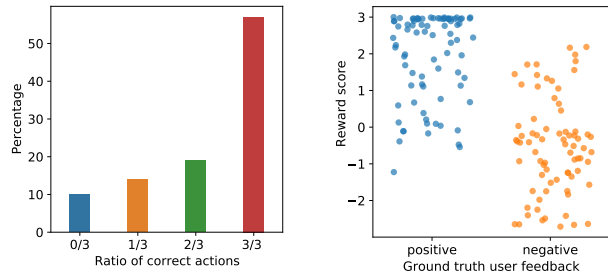 Percentage
50
40
30
20
10
0
0/3 1/3 2/3 3/3
Ratio of correct actions
Reward score
3
2
1
0
−1
−2
positive negative
Ground truth user feedback